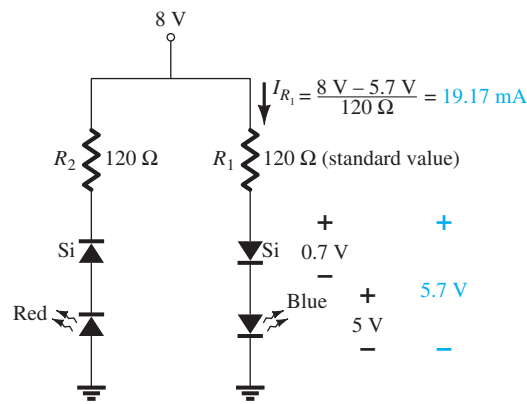 8 V
I_{R_1} = \frac{8 V – 5.7 V}{120 Ω} = 19.17 mA
R_2 120 Ω R_1 120 Ω (standard value)
+ +
Si Si 0.7 V
–
+ 5.7 V
Red Blue
5 V
– –